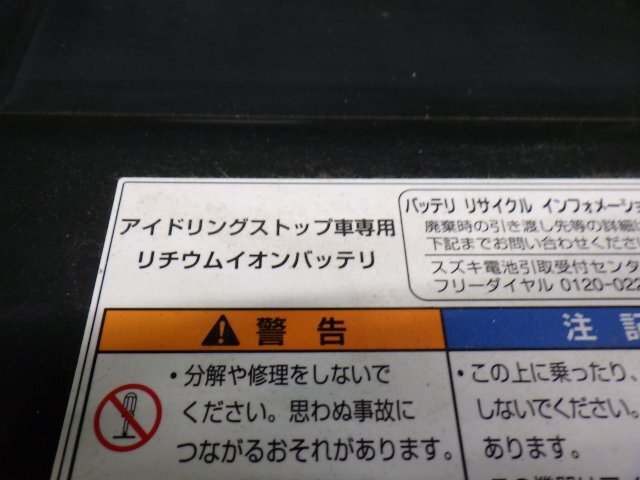 アイドリングストップ車専用
リチウムイオンバッテリ
バッテリ リサイクル インフォメーショ
廃棄時の引き渡し先等の詳細に
下記までお問い合わせくださ
スズキ電池引取受付センタ
フリーダイヤル 0120-022
警 告
・分解や修理をしないで
ください。思わぬ事故に
つながるおそれがあります。
注 記
・この上に乗ったり、
しないでください。
あります。